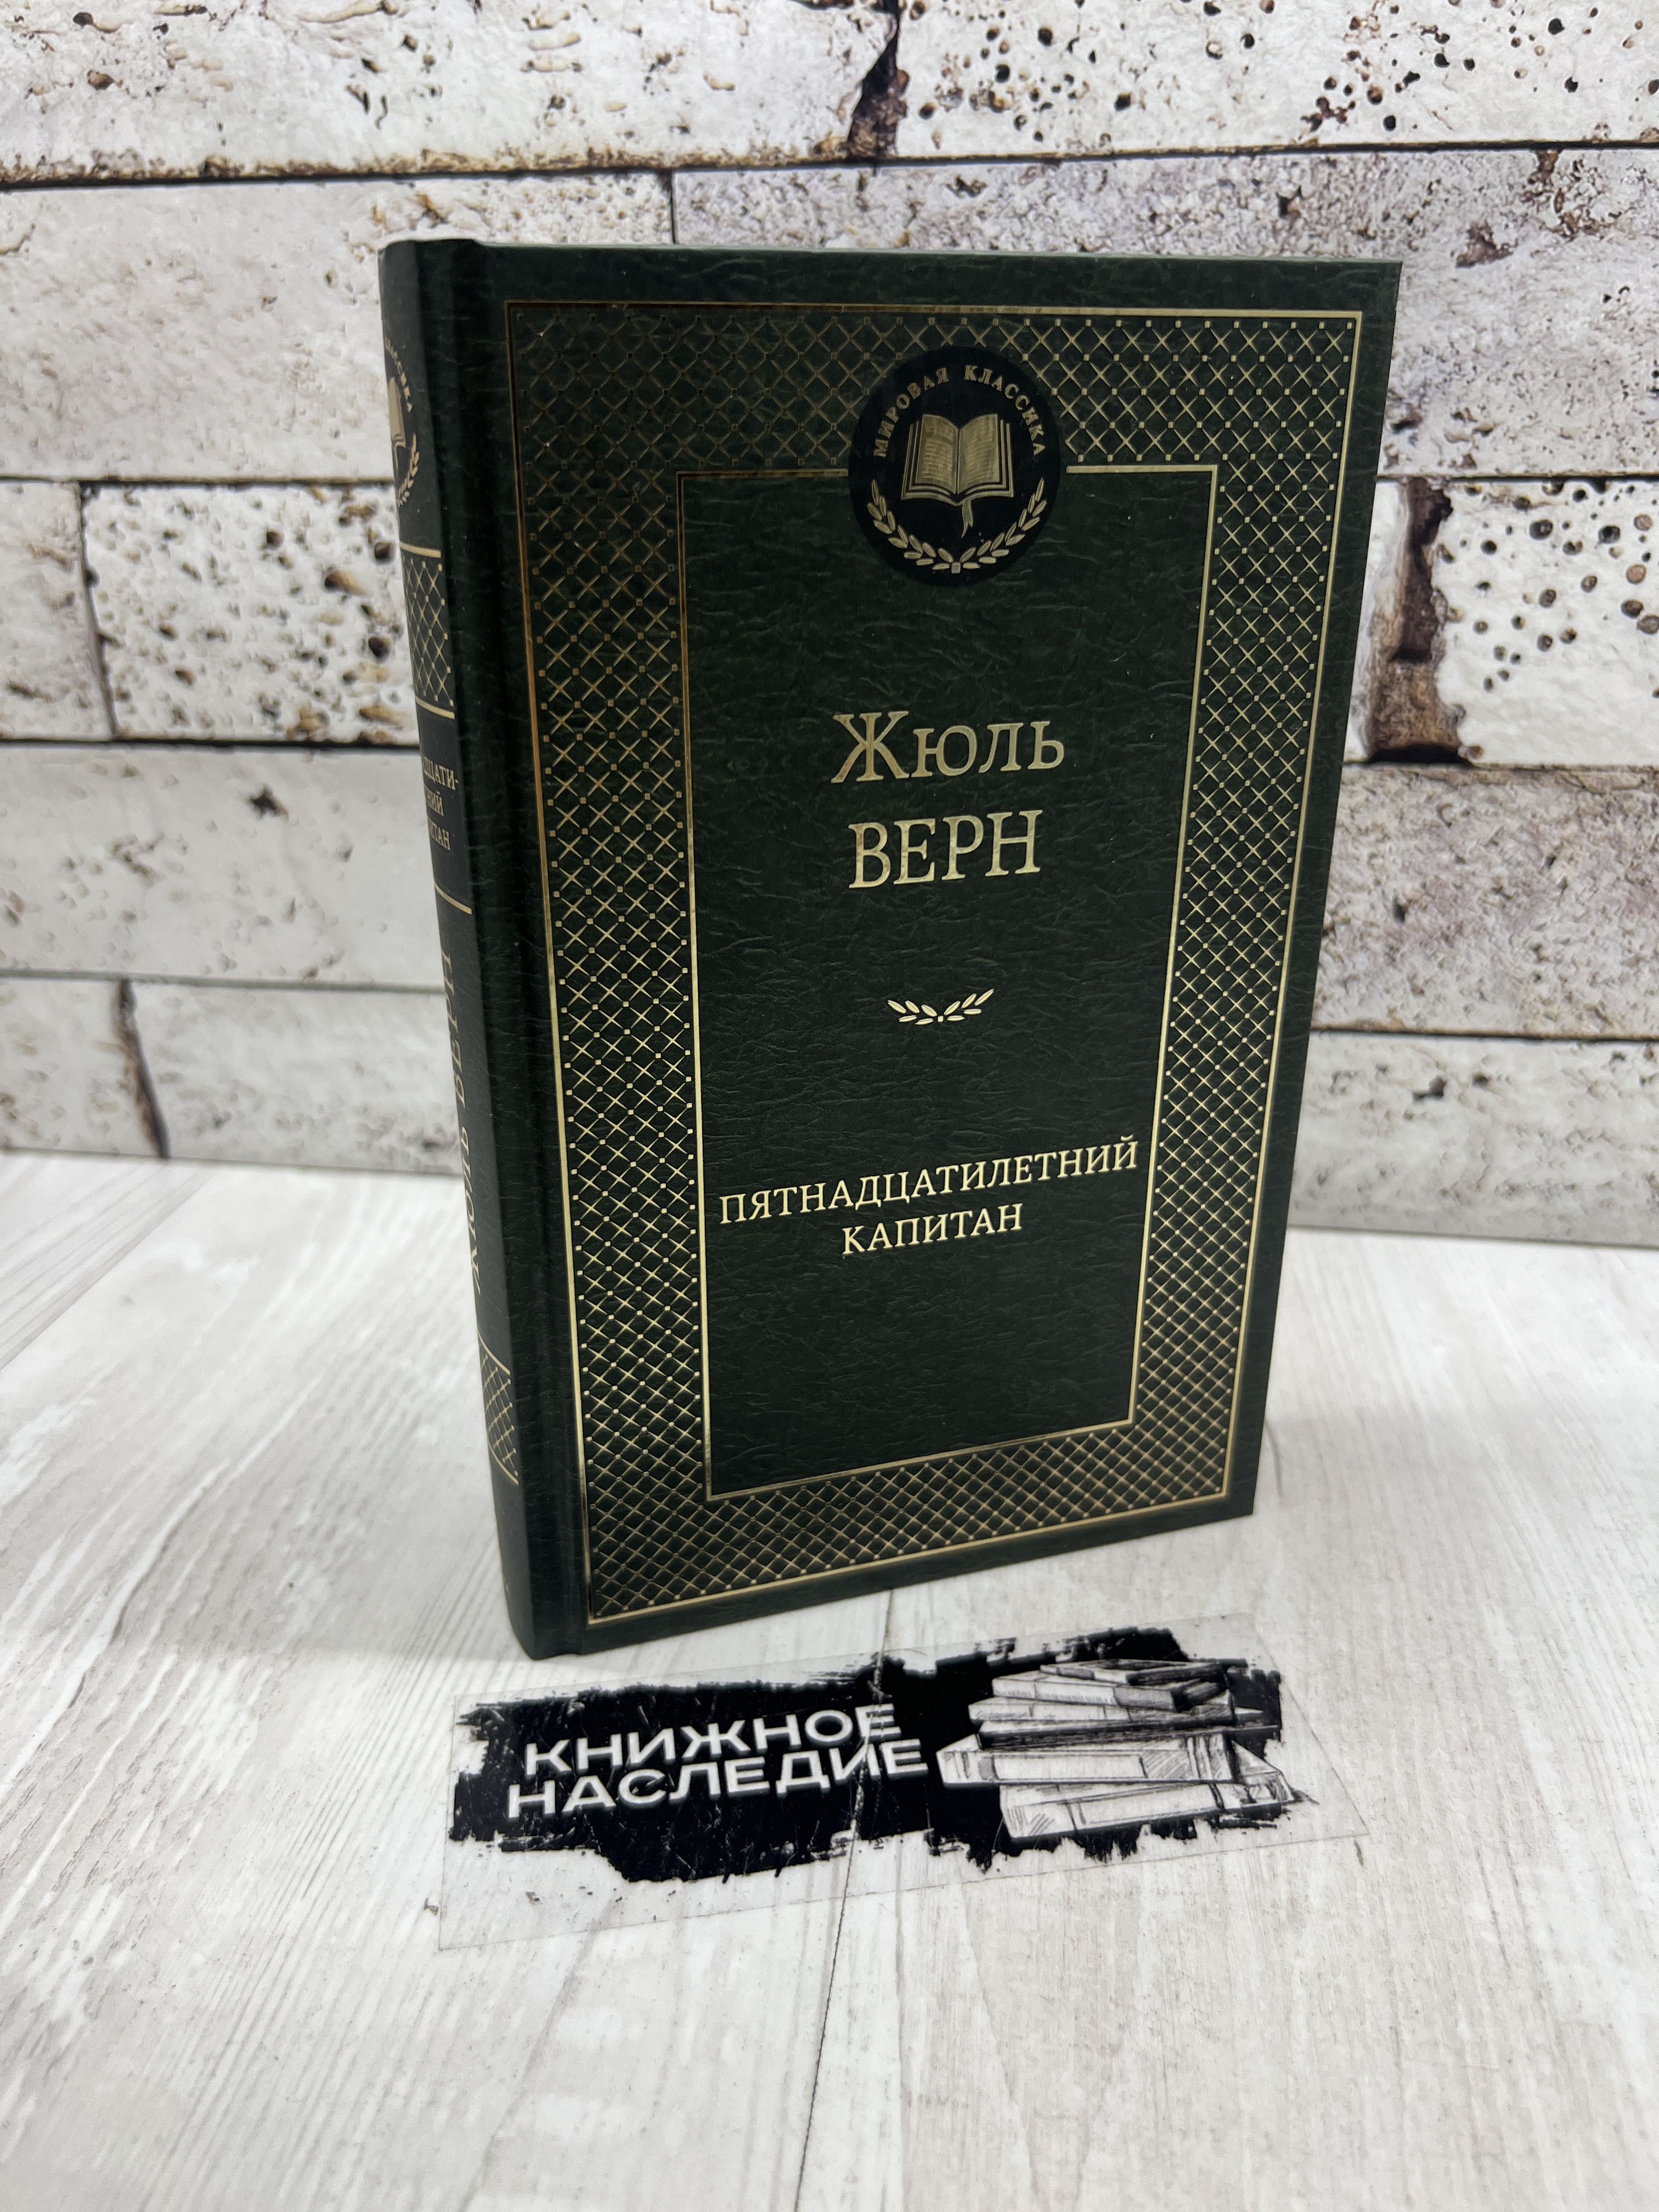 МИРОВАЯ КЛАССИКА
Жюль
ВЕРН
ПЯТНАДЦАТИЛЕТНИЙ
КАПИТАН
ЖЮЛЬ ВЕРН
КНИЖНОЕ
НАСЛЕДИЕ